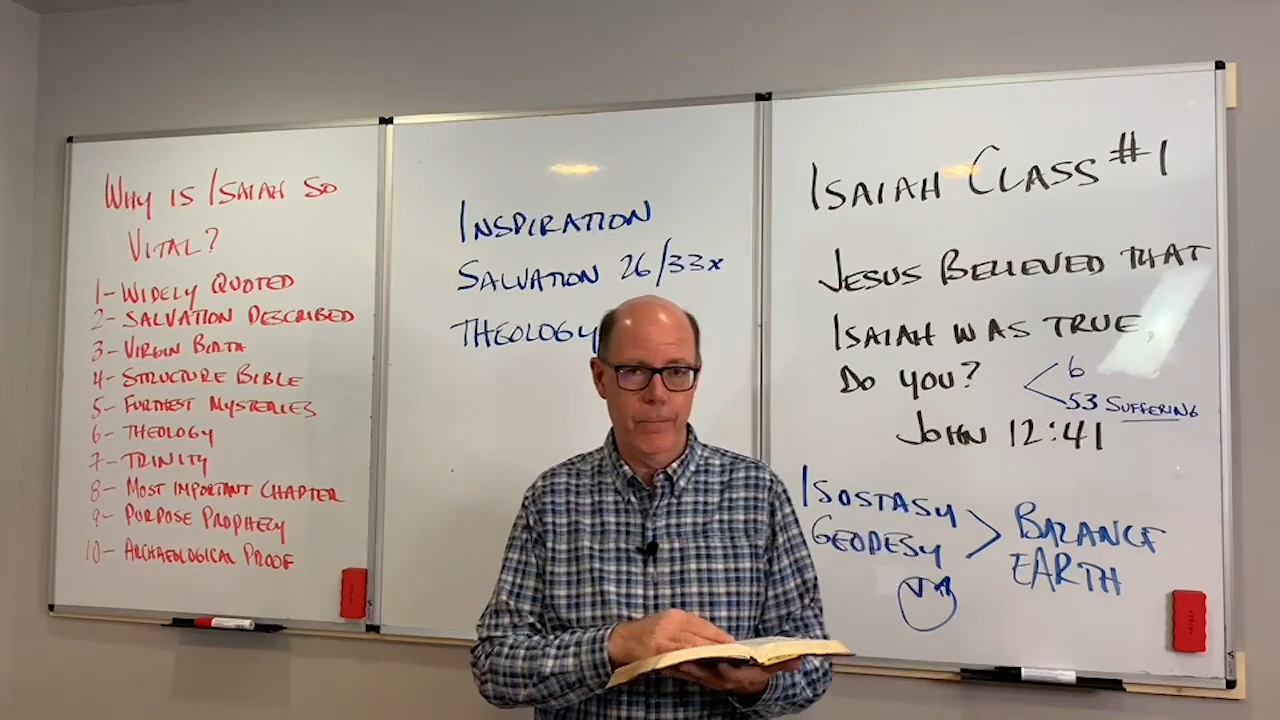 WHY IS ISAIAH SO
VITAL?
1- WIDELY QUOTED
2- SALVATION DESCRIBED
3- VIRGIN BIRTH
4- STRUCTURE BIBLE
5- FURTHEST MYSTERIES
6- THEOLOGY
7- TRINITY
8- MOST IMPORTANT CHAPTER
9- PURPOSE PROPHECY
10- ARCHAEOLOGICAL PROOF
INSPIRATION
SALVATION 26/33x
THEOLOGY
ISAIAH CLASS #1
JESUS BELIEVED THAT
ISAIAH WAS TRUE,
DO YOU?
6
53 SUFFERING
JOHN 12:41
ISOSTASY
GEODESY
BALANCE
EARTH